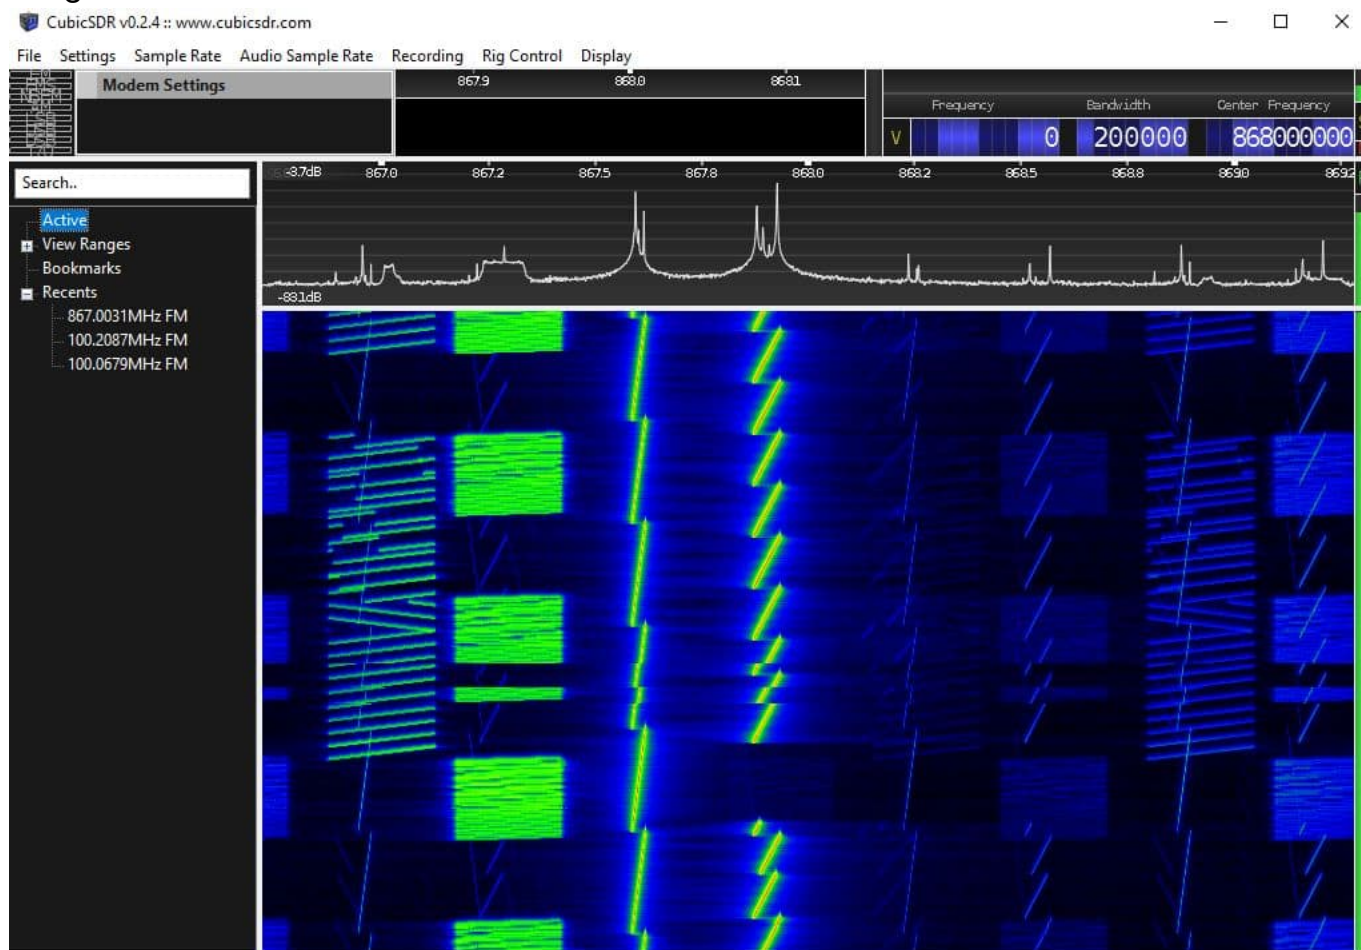 CubicSDR v0.2.4 :: www.cubicsdr.com
File Settings Sample Rate Audio Sample Rate Recording Rig Control Display
Modem Settings
867.9 868.0 868.1
Frequency Bandwidth Center Frequency
V 0 200000 868000000
Search..
-3.7dB 867.0 867.2 867.5 867.8 868.0 868.2 868.5 868.8 869.0 869.2
Active
View Ranges
Bookmarks
Recents
-83.1dB
867.0031MHz FM
100.2087MHz FM
100.0679MHz FM